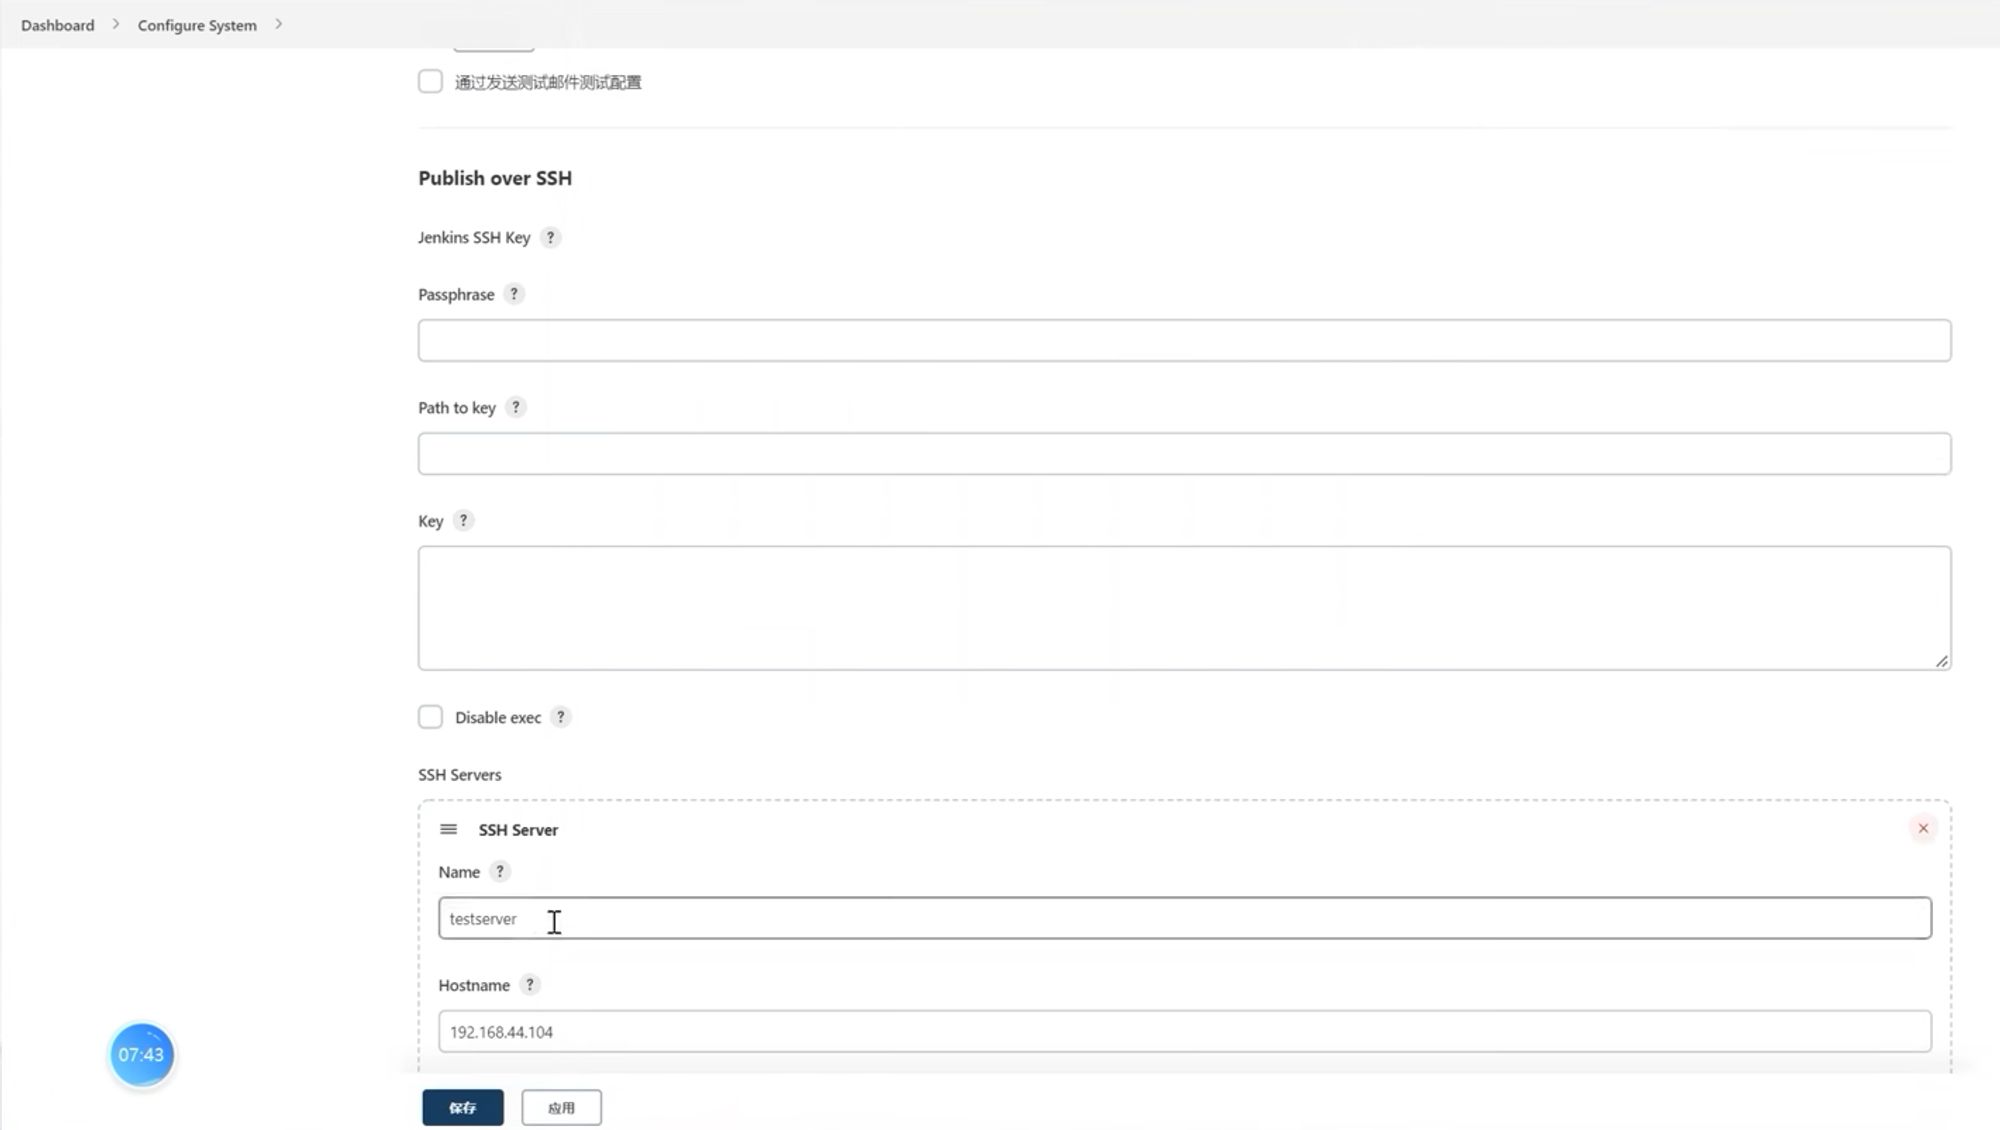 Dashboard > Configure System >
通过发送测试邮件测试配置
Publish over SSH
Jenkins SSH Key ?
Passphrase ?
Path to key ?
Key ?
Disable exec ?
SSH Servers
SSH Server
Name ?
testserver
Hostname ?
192.168.44.104
07:43
保存 应用